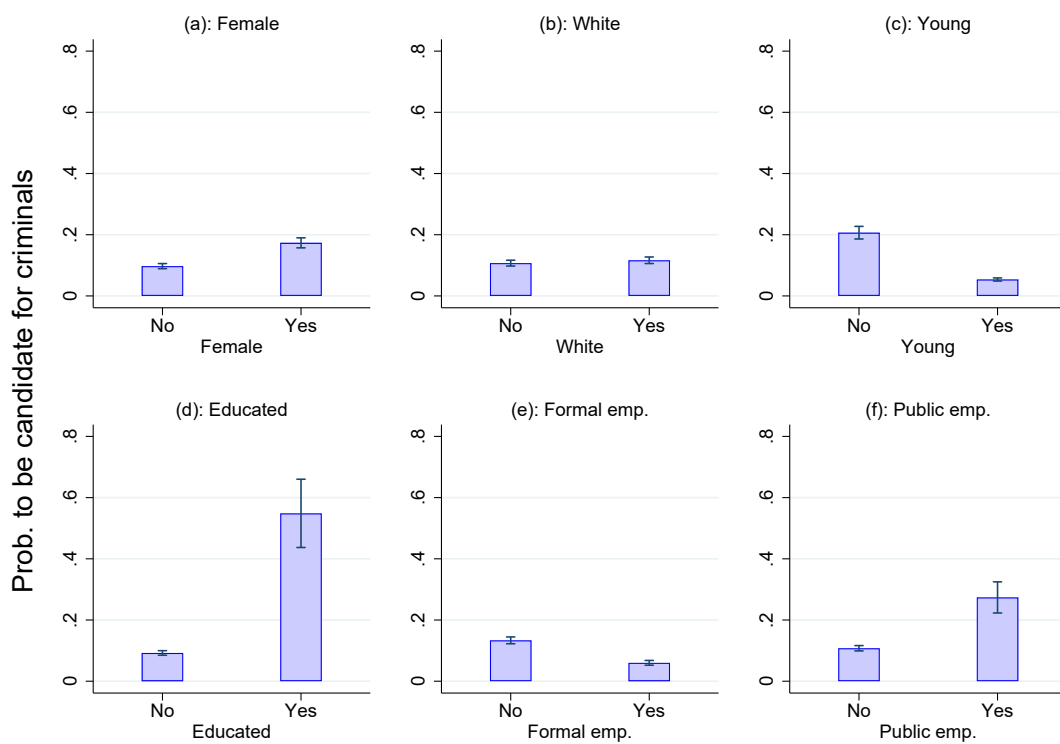 Prob. to be candidate for criminals
(a): Female
.8
.6
.4
.2
0
No Yes
Female
(b): White
.8
.6
.4
.2
0
No Yes
White
(c): Young
.8
.6
.4
.2
0
No Yes
Young
(d): Educated
.8
.6
.4
.2
0
No Yes
Educated
(e): Formal emp.
.8
.6
.4
.2
0
No Yes
Formal emp.
(f): Public emp.
.8
.6
.4
.2
0
No Yes
Public emp.